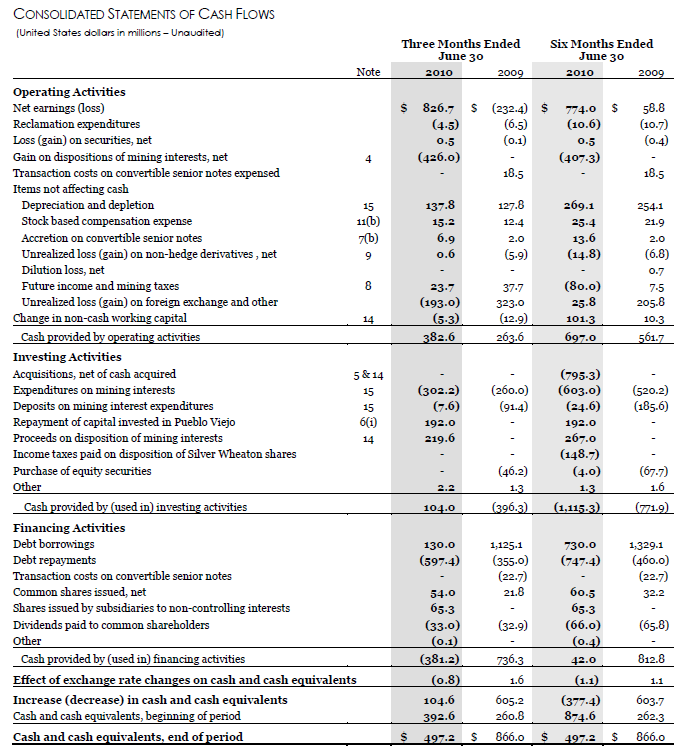 CONSOLIDATED STATEMENTS OF CASH FLOWS
(United States dollars in millions – Unaudited)
Three Months Ended June 30 Six Months Ended June 30
Note 2010 2009 2010 2009
Operating Activities
Net earnings (loss) $ 826.7 $ (232.4) $ 774.0 $ 58.8
Reclamation expenditures (4.5) (6.5) (10.6) (10.7)
Loss (gain) on securities, net 0.5 (0.1) 0.5 (0.4)
Gain on dispositions of mining interests, net 4 (426.0) - (407.3) -
Transaction costs on convertible senior notes expensed - 18.5 - 18.5
Items not affecting cash
Depreciation and depletion 15 137.8 127.8 269.1 254.1
Stock based compensation expense 11(b) 15.2 12.4 25.4 21.9
Accretion on convertible senior notes 7(b) 6.9 2.0 13.6 2.0
Unrealized loss (gain) on non-hedge derivatives , net 9 0.6 (5.9) (14.8) (6.8)
Dilution loss, net - - - 0.7
Future income and mining taxes 8 23.7 37.7 (80.0) 7.5
Unrealized loss (gain) on foreign exchange and other (193.0) 323.0 25.8 205.8
Change in non-cash working capital 14 (5.3) (12.9) 101.3 10.3
Cash provided by operating activities 382.6 263.6 697.0 561.7
Investing Activities
Acquisitions, net of cash acquired 5 & 14 - - (795.3) -
Expenditures on mining interests 15 (302.2) (260.0) (603.0) (520.2)
Deposits on mining interest expenditures 15 (7.6) (91.4) (24.6) (185.6)
Repayment of capital invested in Pueblo Viejo 6(i) 192.0 - 192.0 -
Proceeds on disposition of mining interests 14 219.6 - 267.0 -
Income taxes paid on disposition of Silver Wheaton shares - - (148.7) -
Purchase of equity securities - (46.2) (4.0) (67.7)
Other 2.2 1.3 1.3 1.6
Cash provided by (used in) investing activities 104.0 (396.3) (1,115.3) (771.9)
Financing Activities
Debt borrowings 130.0 1,125.1 730.0 1,329.1
Debt repayments (597.4) (355.0) (747.4) (460.0)
Transaction costs on convertible senior notes - (22.7) - (22.7)
Common shares issued, net 54.0 21.8 60.5 32.2
Shares issued by subsidiaries to non-controlling interests 65.3 - 65.3 -
Dividends paid to common shareholders (33.0) (32.9) (66.0) (65.8)
Other (0.1) - (0.4) -
Cash provided by (used in) financing activities (381.2) 736.3 42.0 812.8
Effect of exchange rate changes on cash and cash equivalents (0.8) 1.6 (1.1) 1.1
Increase (decrease) in cash and cash equivalents 104.6 605.2 (377.4) 603.7
Cash and cash equivalents, beginning of period 392.6 260.8 874.6 262.3
Cash and cash equivalents, end of period $ 497.2 $ 866.0 $ 497.2 $ 866.0